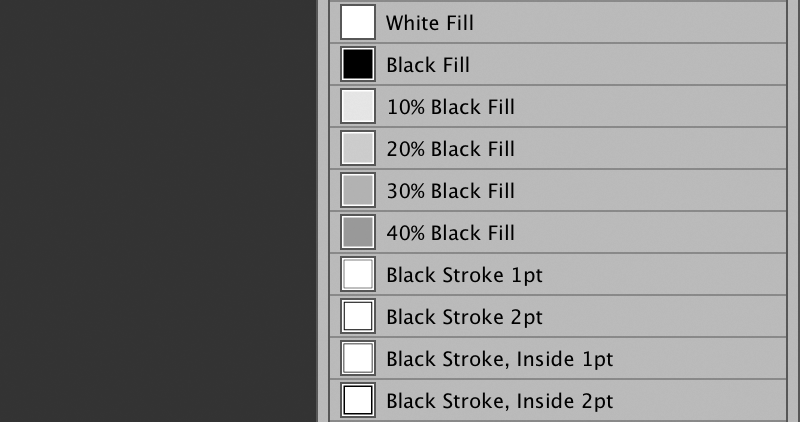 White Fill
Black Fill
10% Black Fill
20% Black Fill
30% Black Fill
40% Black Fill
Black Stroke 1pt
Black Stroke 2pt
Black Stroke, Inside 1pt
Black Stroke, Inside 2pt